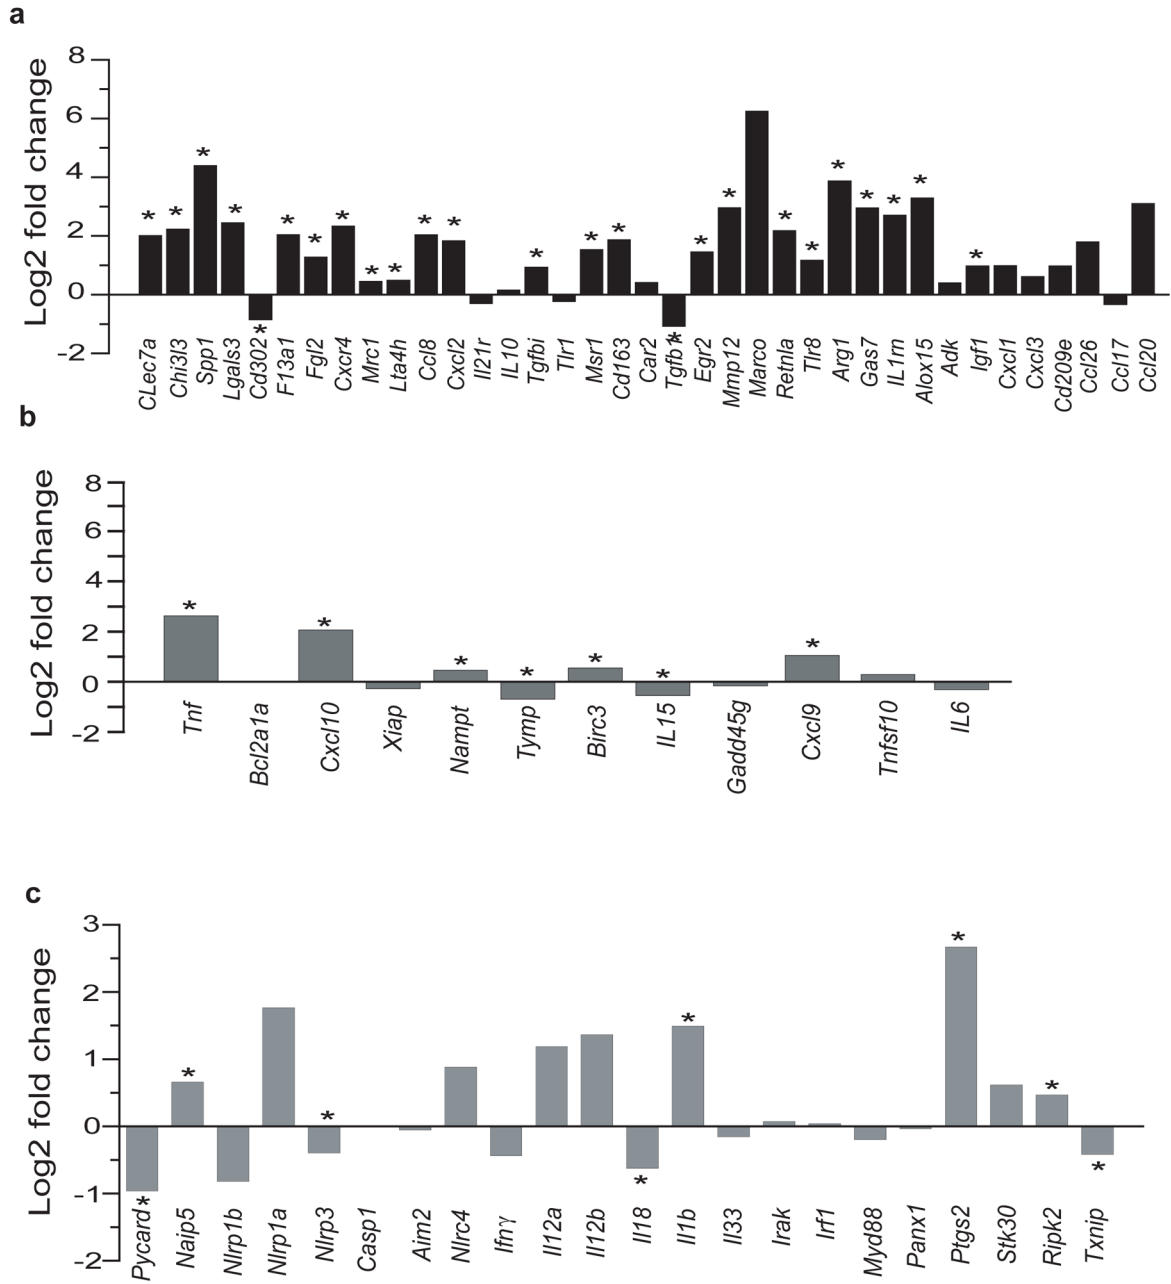 a
Log2 fold change
8
6
4
2
0
-2
* * * * * * * * * * * * * * * * * * * * * * * * * *
CLec7a Chi3l3 Spp1 Lgals3 Cd302 F13a1 Fgl2 Cxcr4 Mrc1 Lta4h Ccl8 Cxcl2 Il21r IL10 Tgfbi Tlr1 Msr1 Cd163 Car2 Tgfb1 Egr2 Mmp12 Marco Retnla Tlr8 Arg1 Gas7 IL1rn Alox15 Adk Igf1 Cxcl1 Cxcl3 Cd209e Ccl26 Ccl17 Ccl20
b
Log2 fold change
8
6
4
2
0
-2
* * * * * * *
Tnf Bcl2a1a Cxcl10 Xiap Nampt Tymp Birc3 IL15 Gadd45g Cxcl9 Tnfsf10 IL6
c
Log2 fold change
3
2
1
0
-1
-2
* * * * * * * *
Pycard Naip5 Nlrp1b Nlrp1a Nlrp3 Casp1 Aim2 Nlrc4 Ifnγ Il12a Il12b Il18 Il1b Il33 Irak Irf1 Myd88 Panx1 Ptgs2 Stk30 Ripk2 Txnip